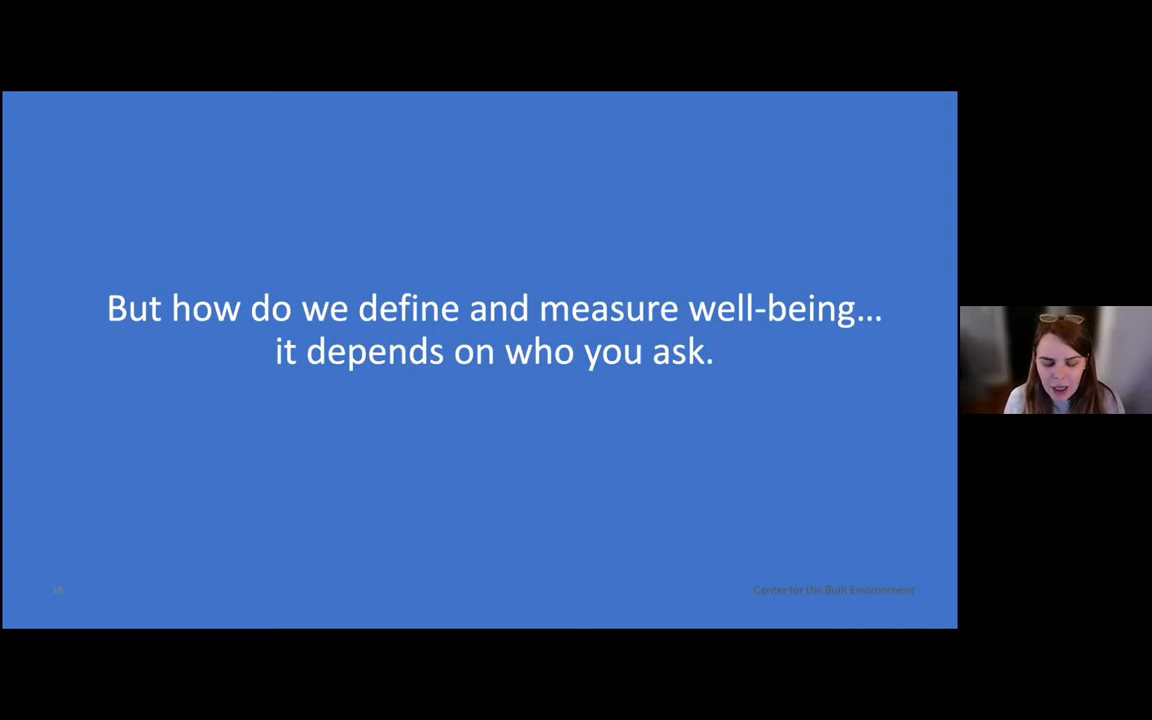 But how do we define and measure well-being…
it depends on who you ask.
16
Center for the Built Environment